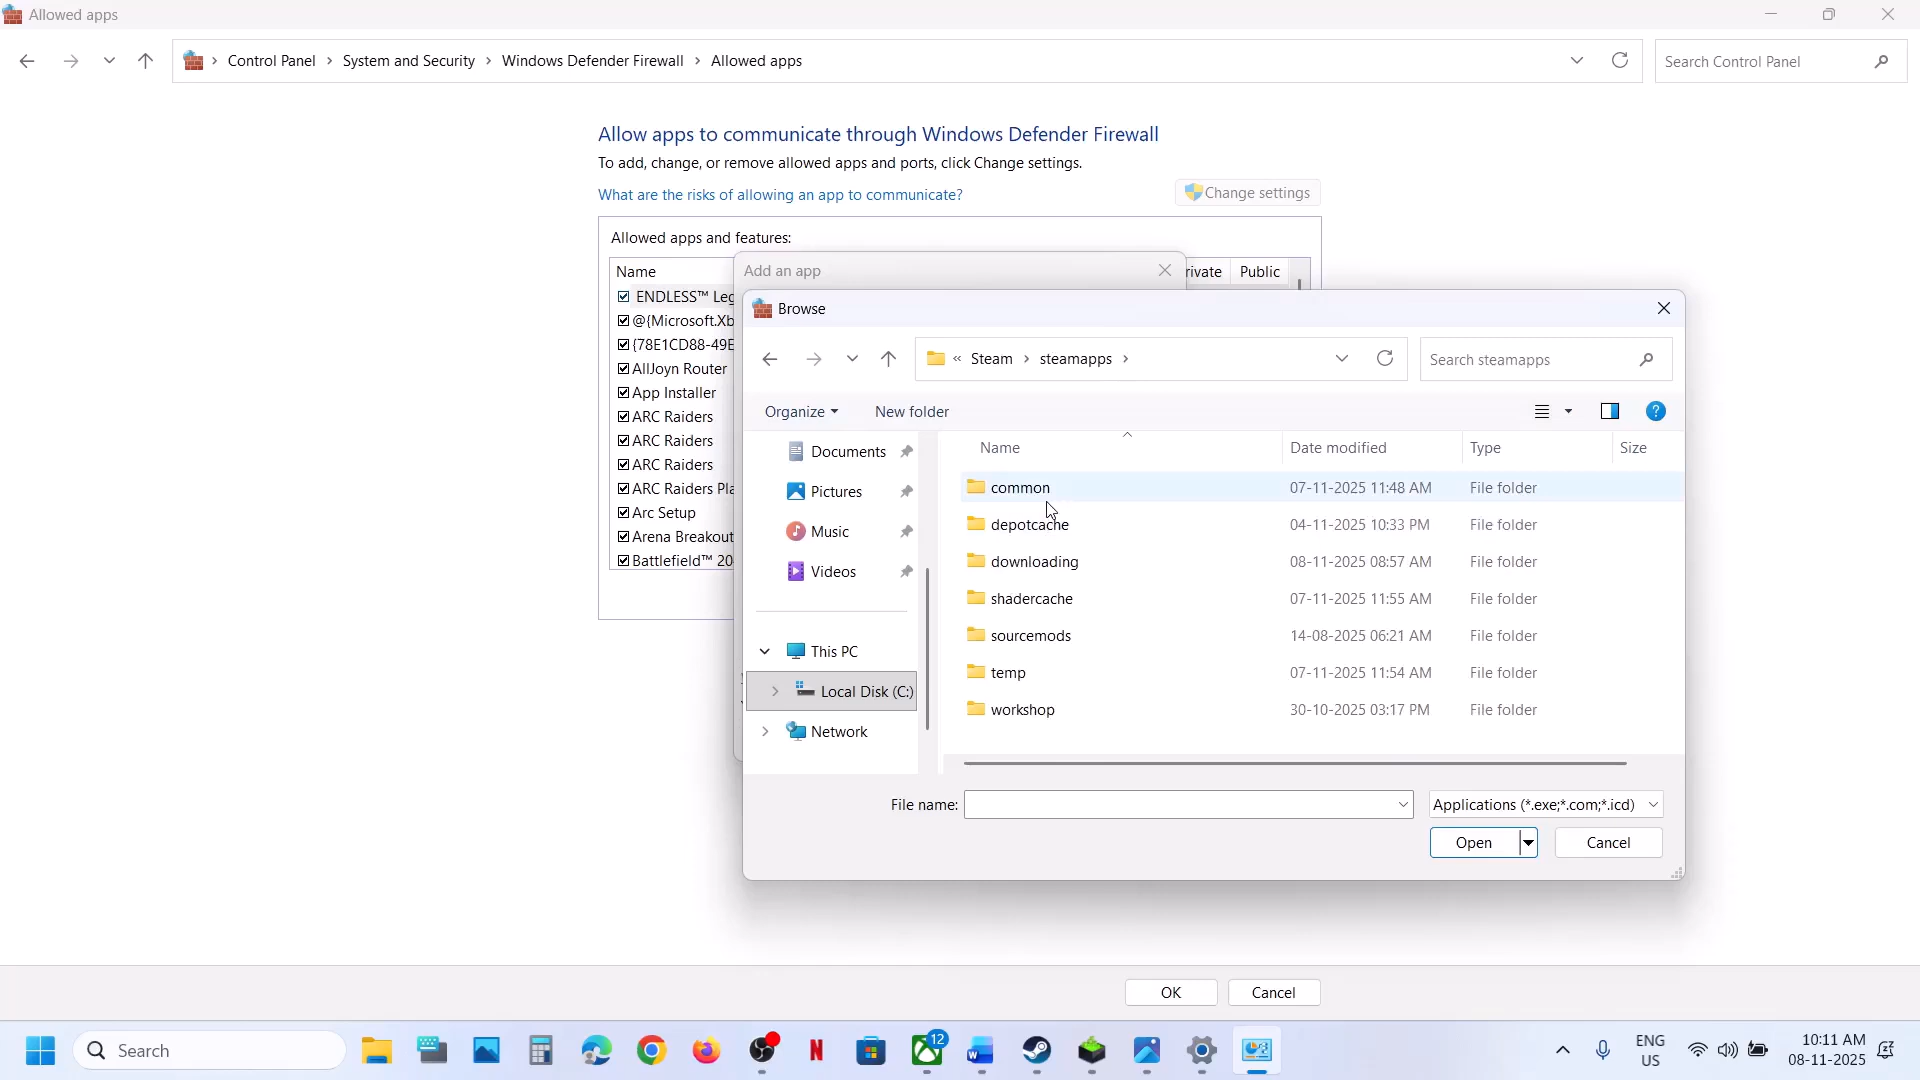 Allowed apps
Control Panel > System and Security > Windows Defender Firewall > Allowed apps
Search Control Panel
Allow apps to communicate through Windows Defender Firewall
To add, change, or remove allowed apps and ports, click Change settings.
What are the risks of allowing an app to communicate?
Change settings
Allowed apps and features:
Name
rivate
Public
ENDLESS™ Leg
@{Microsoft.Xb
{78E1CD88-49E
AllJoyn Router
App Installer
ARC Raiders
ARC Raiders
ARC Raiders
ARC Raiders Pla
Arc Setup
Arena Breakout
Battlefield™ 20
Add an app
Browse
« Steam > steamapps >
Search steamapps
Organize
New folder
Documents
Pictures
Music
Videos
This PC
Local Disk (C:)
Network
Name Date modified Type Size
common 07-11-2025 11:48 AM File folder
depotcache 04-11-2025 10:33 PM File folder
downloading 08-11-2025 08:57 AM File folder
shadercache 07-11-2025 11:55 AM File folder
sourcemods 14-08-2025 06:21 AM File folder
temp 07-11-2025 11:54 AM File folder
workshop 30-10-2025 03:17 PM File folder
File name:
Applications (*.exe;*.com;*.icd)
Open
Cancel
OK
Cancel
Search
12
ENG
US
10:11 AM
08-11-2025